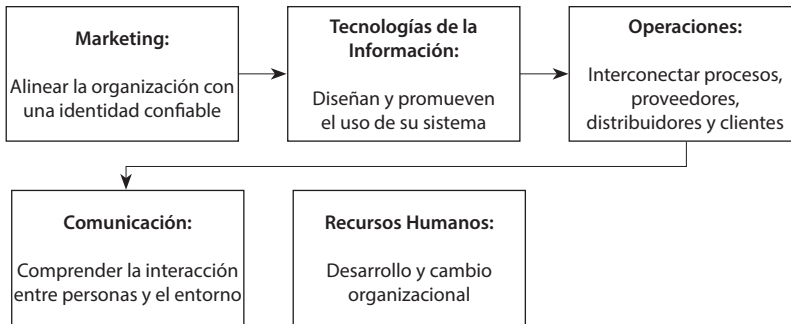 Marketing:
Alinear la organización con
una identidad confiable
Tecnologías de la
Información:
Diseñan y promueven
el uso de su sistema
Operaciones:
Interconectar procesos,
proveedores,
distribuidores y clientes
Comunicación:
Comprender la interacción
entre personas y el entorno
Recursos Humanos:
Desarrollo y cambio
organizacional